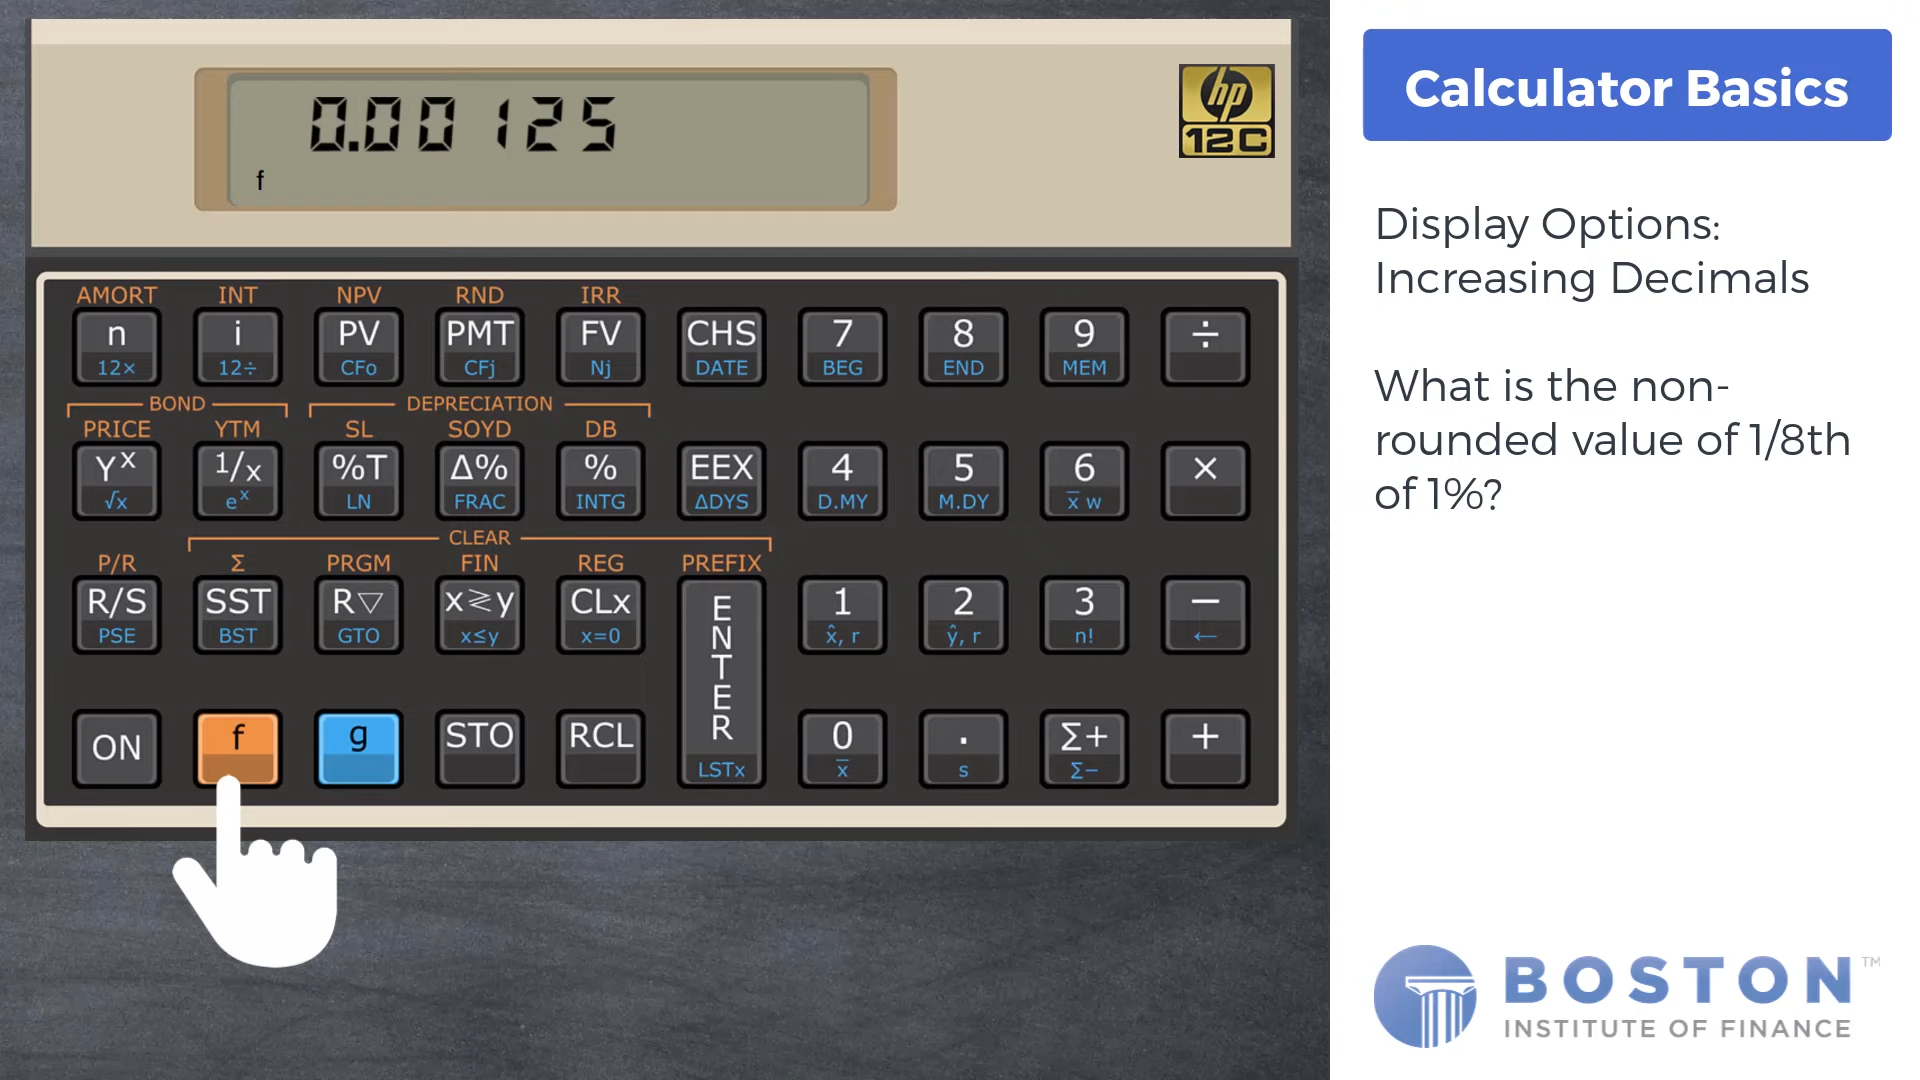 0.00125
f
hp
12C
Calculator Basics
Display Options:
Increasing Decimals
What is the non-
rounded value of 1/8th
of 1%?
AMORT INT NPV RND IRR
n i PV PMT FV CHS 7 8 9 ÷
12× 12÷ CFo CFj Nj DATE BEG END MEM
BOND DEPRECIATION
PRICE YTM SL SOYD DB
Yˣ 1/x %T Δ% % EEX 4 5 6 ×
√x eˣ LN FRAC INTG ΔDYS D.MY M.DY x̅ w
CLEAR
P/R Σ PRGM FIN REG PREFIX
R/S SST R▽ x≷y CLx ENTER 1 2 3 −
PSE BST GTO x≤y x=0 x̂, r ŷ, r n! ←
ON f g STO RCL 0 . Σ+ +
LSTx x̅ s Σ−
BOSTON™
INSTITUTE OF FINANCE